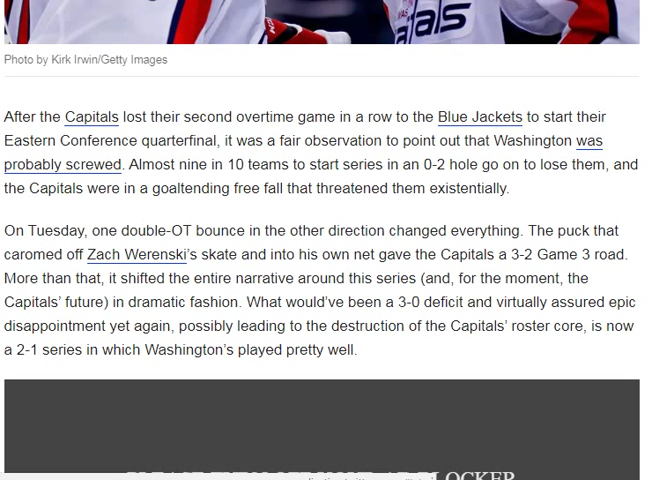 als
Photo by Kirk Irwin/Getty Images
After the Capitals lost their second overtime game in a row to the Blue Jackets to start their
Eastern Conference quarterfinal, it was a fair observation to point out that Washington was
probably screwed. Almost nine in 10 teams to start series in an 0-2 hole go on to lose them, and
the Capitals were in a goaltending free fall that threatened them existentially.
On Tuesday, one double-OT bounce in the other direction changed everything. The puck that
caromed off Zach Werenski’s skate and into his own net gave the Capitals a 3-2 Game 3 road.
More than that, it shifted the entire narrative around this series (and, for the moment, the
Capitals’ future) in dramatic fashion. What would’ve been a 3-0 deficit and virtually assured epic
disappointment yet again, possibly leading to the destruction of the Capitals’ roster core, is now
a 2-1 series in which Washington’s played pretty well.